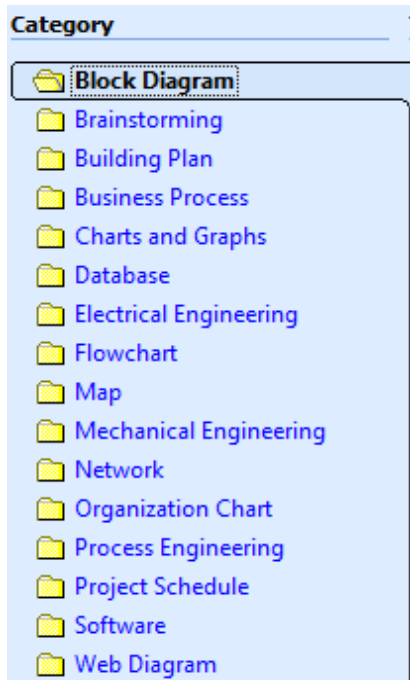 Category
Block Diagram
Brainstorming
Building Plan
Business Process
Charts and Graphs
Database
Electrical Engineering
Flowchart
Map
Mechanical Engineering
Network
Organization Chart
Process Engineering
Project Schedule
Software
Web Diagram